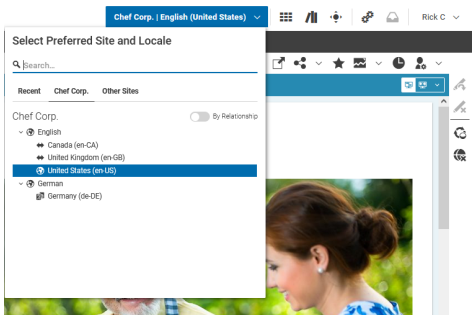 Chef Corp. | English (United States)
Rick C
Select Preferred Site and Locale
Search...
Recent
Chef Corp.
Other Sites
Chef Corp.
By Relationship
English
Canada (en-CA)
United Kingdom (en-GB)
United States (en-US)
German
Germany (de-DE)